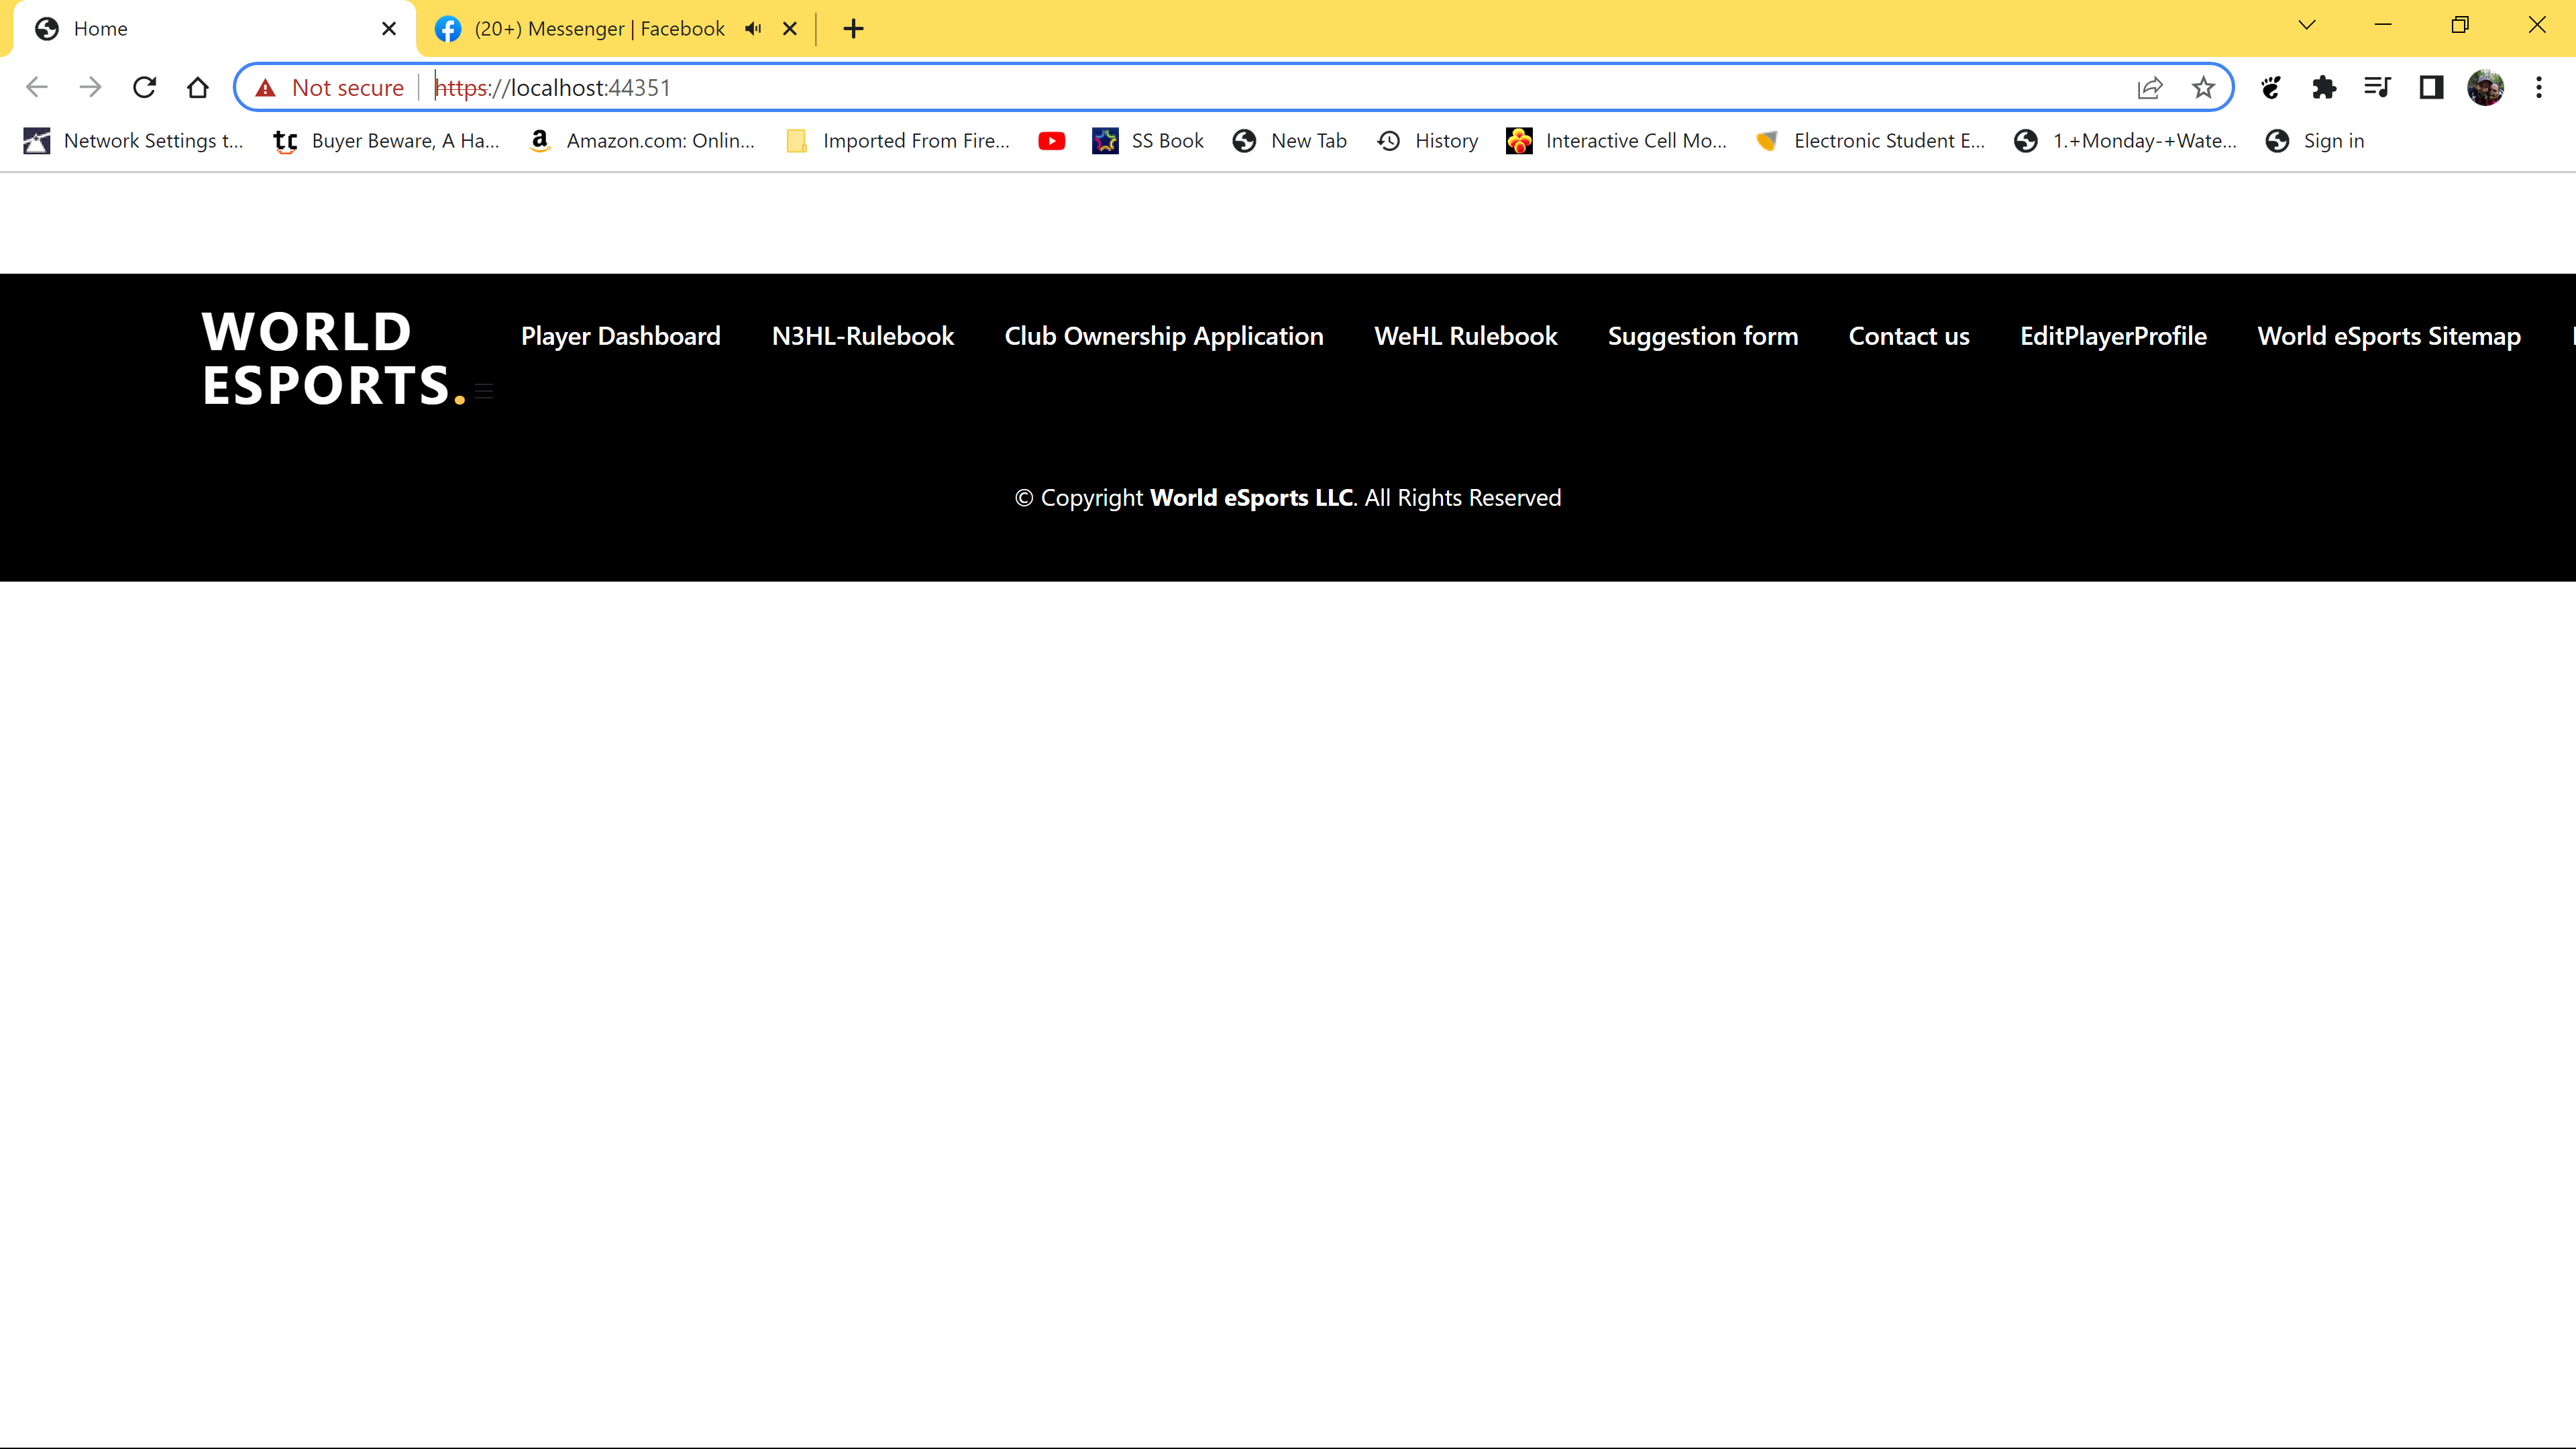 Home
(20+) Messenger | Facebook
Not secure
https://localhost:44351
Network Settings t...
tc Buyer Beware, A Ha...
a Amazon.com: Onlin...
Imported From Fire...
SS Book
New Tab
History
Interactive Cell Mo...
Electronic Student E...
1.+Monday-+Wate...
Sign in
WORLD
ESPORTS.
Player Dashboard
N3HL-Rulebook
Club Ownership Application
WeHL Rulebook
Suggestion form
Contact us
EditPlayerProfile
World eSports Sitemap
© Copyright World eSports LLC. All Rights Reserved